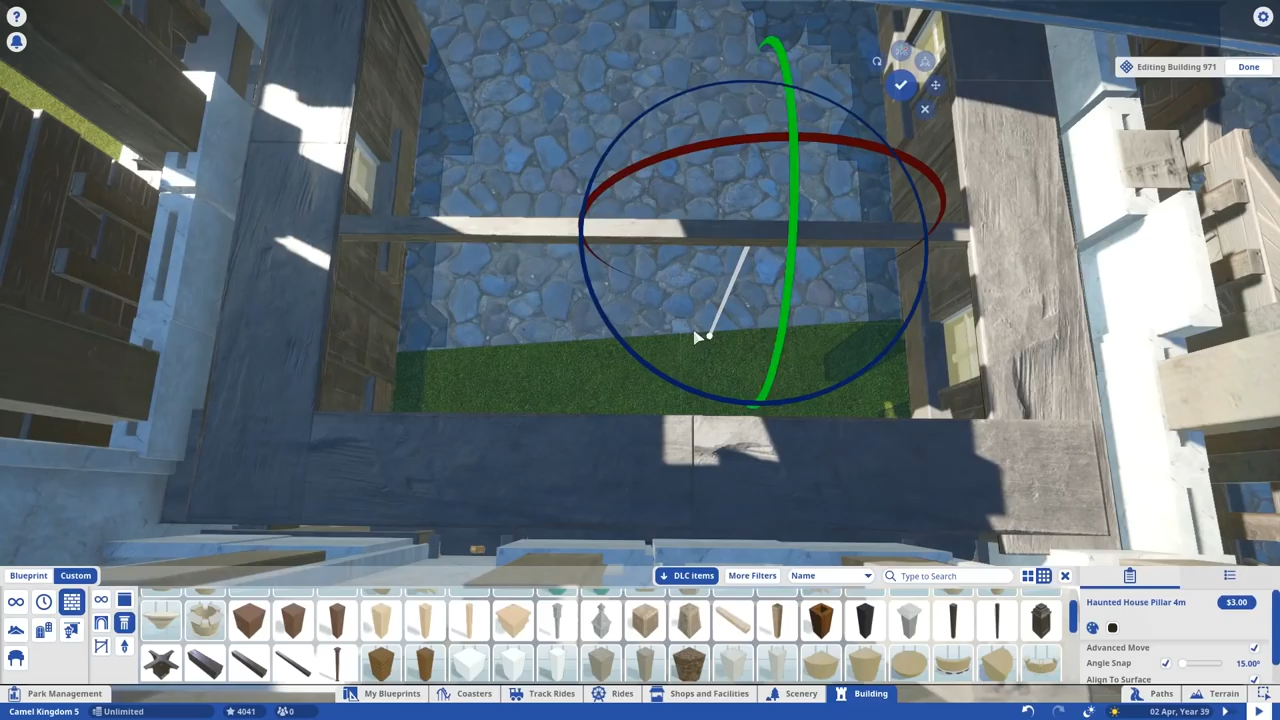 ?
Editing Building 971 Done
Blueprint Custom DLC items More Filters Name Type to Search
Haunted House Pillar 4m $3.00
Advanced Move
Angle Snap 15.00°
Align To Surface
Park Management My Blueprints Coasters Track Rides Rides Shops and Facilities Scenery Building Paths Terrain
Camel Kingdom 5 Unlimited 4041 0 02 Apr, Year 39